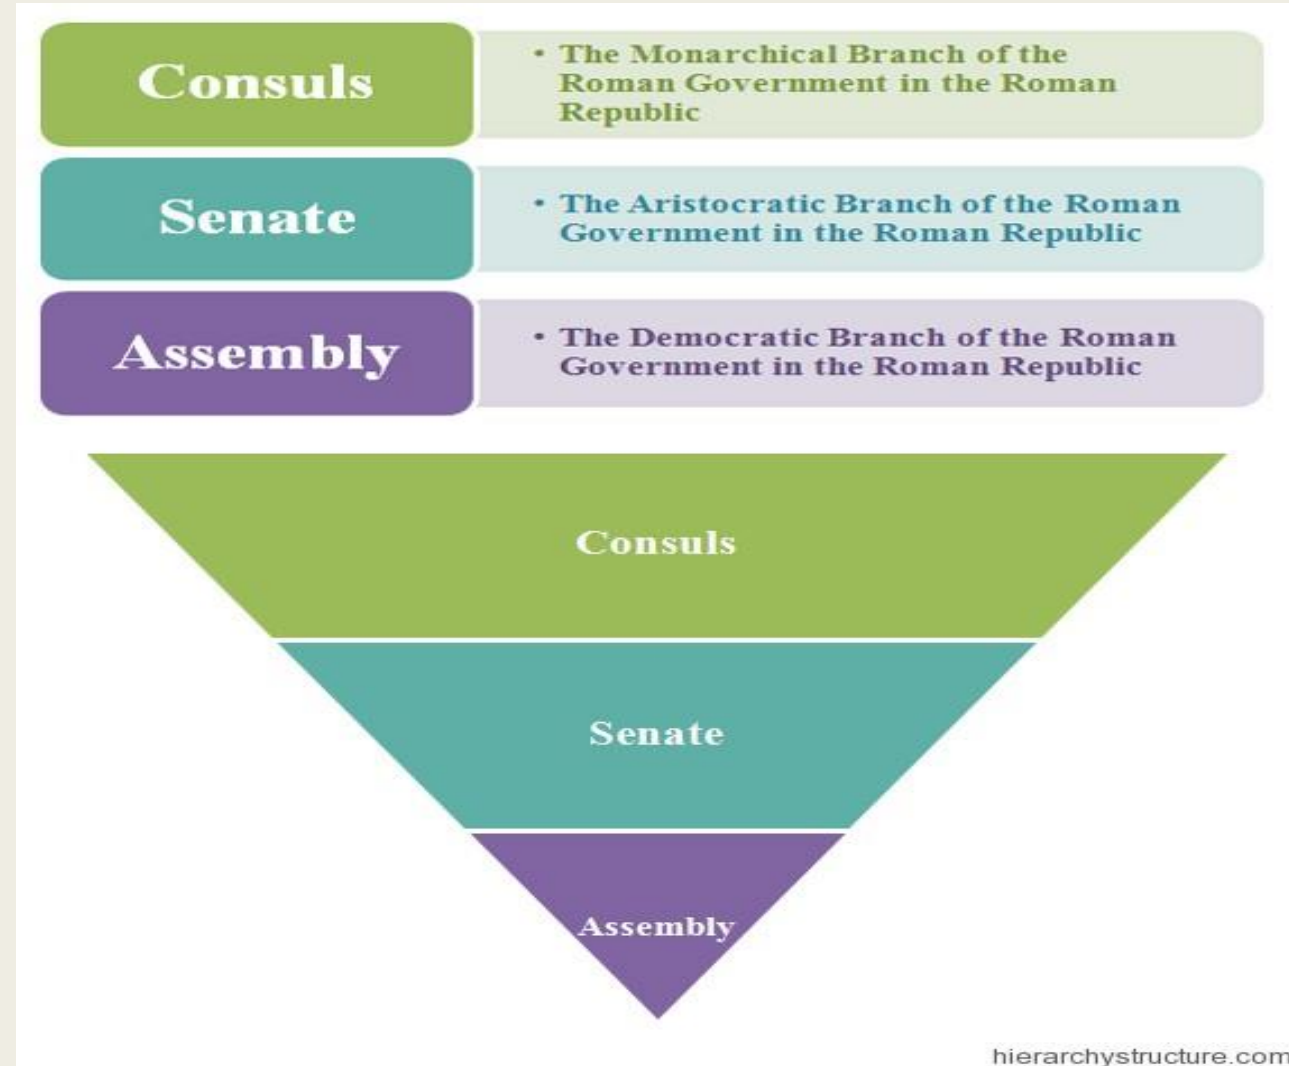 Consuls
• The Monarchical Branch of the
Roman Government in the Roman
Republic
Senate
• The Aristocratic Branch of the Roman
Government in the Roman Republic
Assembly
• The Democratic Branch of the Roman
Government in the Roman Republic
Consuls
Senate
Assembly
hierarchystructure.com